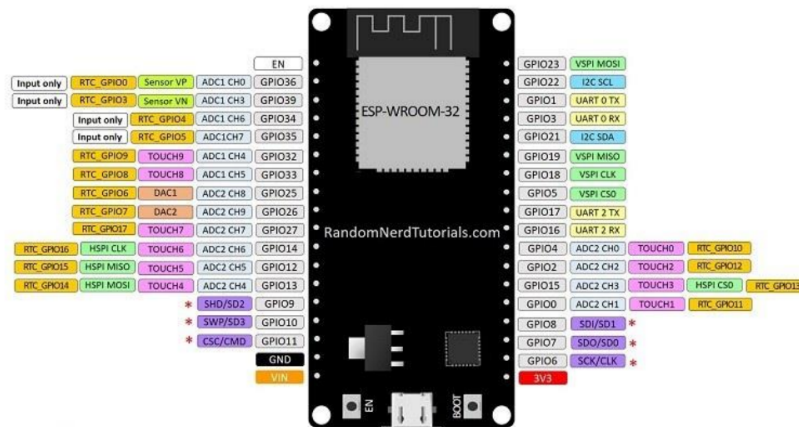 EN
Input only RTC_GPIO0 Sensor VP ADC1 CH0 GPIO36
Input only RTC_GPIO3 Sensor VN ADC1 CH3 GPIO39
Input only RTC_GPIO4 ADC1 CH6 GPIO34
Input only RTC_GPIO5 ADC1CH7 GPIO35
RTC_GPIO9 TOUCH9 ADC1 CH4 GPIO32
RTC_GPIO8 TOUCH8 ADC1 CH5 GPIO33
RTC_GPIO6 DAC1 ADC2 CH8 GPIO25
RTC_GPIO7 DAC2 ADC2 CH9 GPIO26
RTC_GPIO17 TOUCH7 ADC2 CH7 GPIO27
RTC_GPIO16 HSPI CLK TOUCH6 ADC2 CH6 GPIO14
RTC_GPIO15 HSPI MISO TOUCH5 ADC2 CH5 GPIO12
RTC_GPIO14 HSPI MOSI TOUCH4 ADC2 CH4 GPIO13
* SHD/SD2 GPIO9
* SWP/SD3 GPIO10
* CSC/CMD GPIO11
GND
VIN
ESP-WROOM-32
RandomNerdTutorials.com
EN BOOT
GPIO23 VSPI MOSI
GPIO22 I2C SCL
GPIO1 UART 0 TX
GPIO3 UART 0 RX
GPIO21 I2C SDA
GPIO19 VSPI MISO
GPIO18 VSPI CLK
GPIO5 VSPI CS0
GPIO17 UART 2 TX
GPIO16 UART 2 RX
GPIO4 ADC2 CH0 TOUCH0 RTC_GPIO10
GPIO2 ADC2 CH2 TOUCH2 RTC_GPIO12
GPIO15 ADC2 CH3 TOUCH3 HSPI CS0 RTC_GPIO13
GPIO0 ADC2 CH1 TOUCH1 RTC_GPIO11
GPIO8 SDI/SD1 *
GPIO7 SDO/SD0 *
GPIO6 SCK/CLK *
3V3